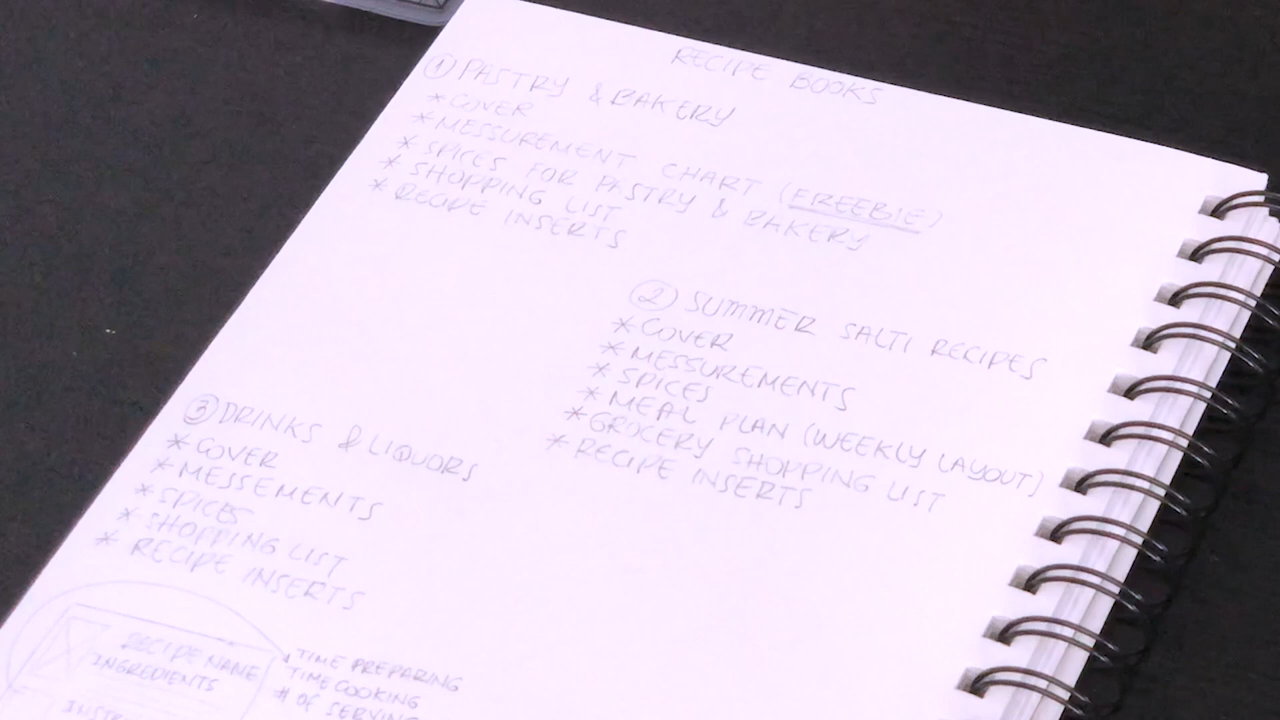 RECIPE BOOKS
① PASTRY & BAKERY
* COVER
* MESSUREMENT CHART (FREEBIE)
* SPICES FOR PASTRY & BAKERY
* SHOPPING LIST
* RECIPE INSERTS
② SUMMER SALTI RECIPES
* COVER
* MESSUREMENTS
* SPICES
* MEAL PLAN (WEEKLY LAYOUT)
* GROCERY SHOPPING LIST
* RECIPE INSERTS
③ DRINKS & LIQUORS
* COVER
* MESSEMENTS
* SPICES
* SHOPPING LIST
* RECIPE INSERTS
RECIPE NAME
INGREDIENTS
TIME PREPARING
TIME COOKING
# OF SERVING